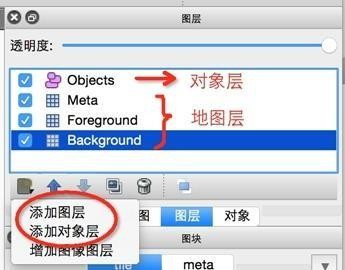 图层
透明度:
Objects 对象层
Meta
Foreground 地图层
Background
添加图层
添加对象层
增加图像图层
图 图层 对象
图块
tile meta